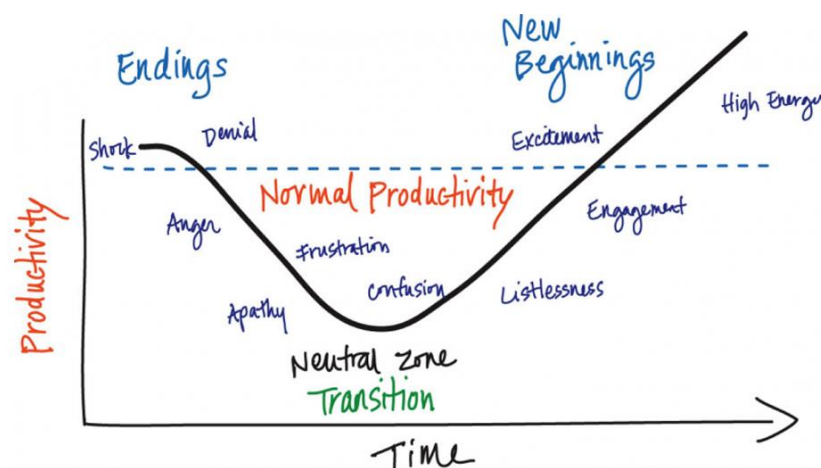 Endings
New
Beginnings
Shock
Denial
Excitement
High Energy
Normal Productivity
Anger
Engagement
Frustration
Confusion
Listlessness
Apathy
Productivity
Neutral Zone
Transition
Time